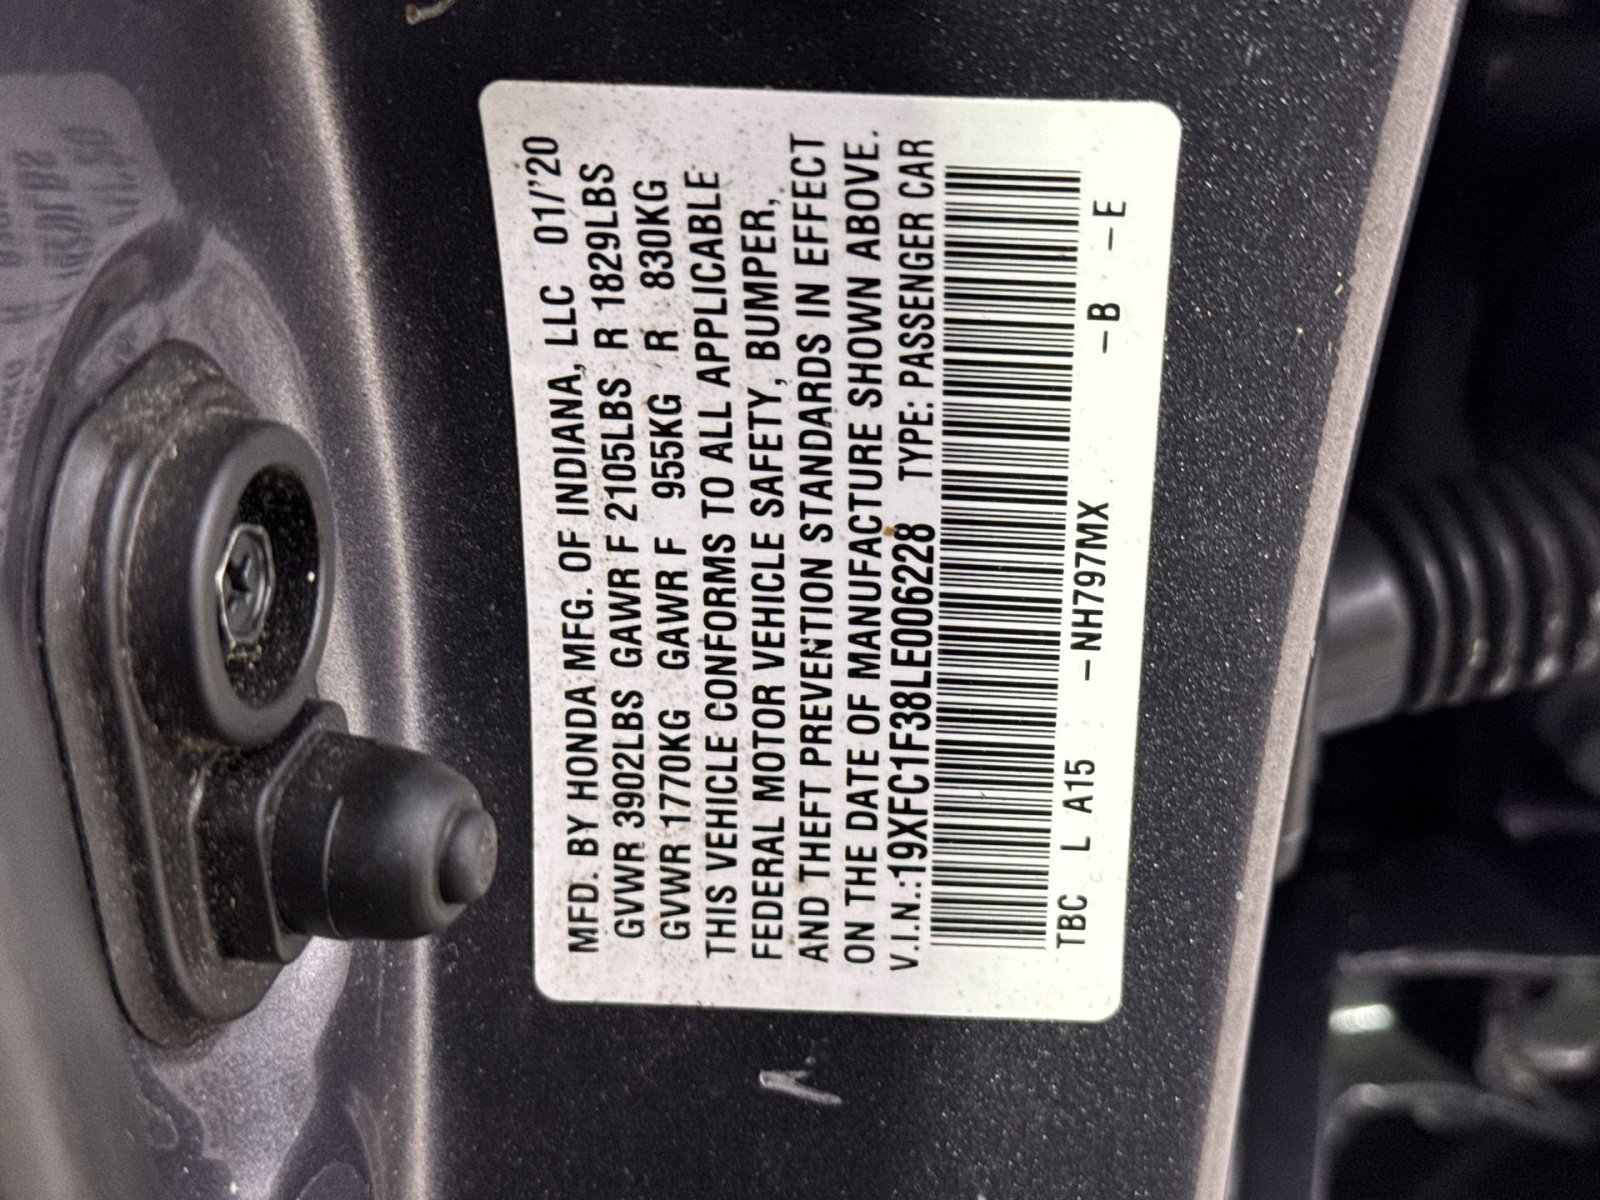 MFD. BY HONDA MFG. OF INDIANA, LLC 01/'20
GVWR 3902LBS GAWR F 2105LBS R 1829LBS
GVWR 1770KG GAWR F 955KG R 830KG
THIS VEHICLE CONFORMS TO ALL APPLICABLE
FEDERAL MOTOR VEHICLE SAFETY, BUMPER,
AND THEFT PREVENTION STANDARDS IN EFFECT
ON THE DATE OF MANUFACTURE SHOWN ABOVE.
V.I.N.:19XFC1F38LE006228 TYPE: PASSENGER CAR
TBC L A15 -NH797MX -B -E